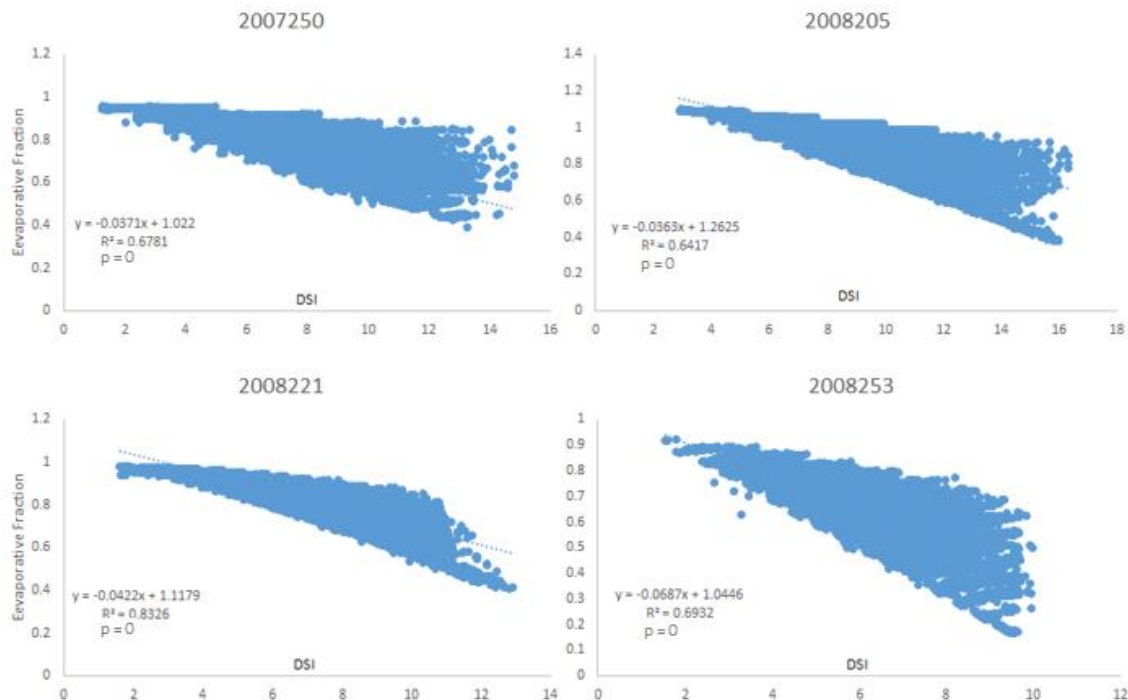 2007250
1.2
1
0.8
0.6
0.4
0.2
0
Eevaporative Fraction
y = -0.0371x + 1.022
R² = 0.6781
p = 0
DSI
0 2 4 6 8 10 12 14 16
2008205
1.4
1.2
1
0.8
0.6
0.4
0.2
0
y = -0.0363x + 1.2625
R² = 0.6417
p = 0
DSI
0 2 4 6 8 10 12 14 16 18
2008221
1.2
1
0.8
0.6
0.4
0.2
0
Eevaporative Fraction
y = -0.0422x + 1.1179
R² = 0.8326
p = 0
DSI
0 2 4 6 8 10 12 14
2008253
1
0.9
0.8
0.7
0.6
0.5
0.4
0.3
0.2
0.1
0
y = -0.0687x + 1.0446
R² = 0.6932
p = 0
DSI
0 2 4 6 8 10 12